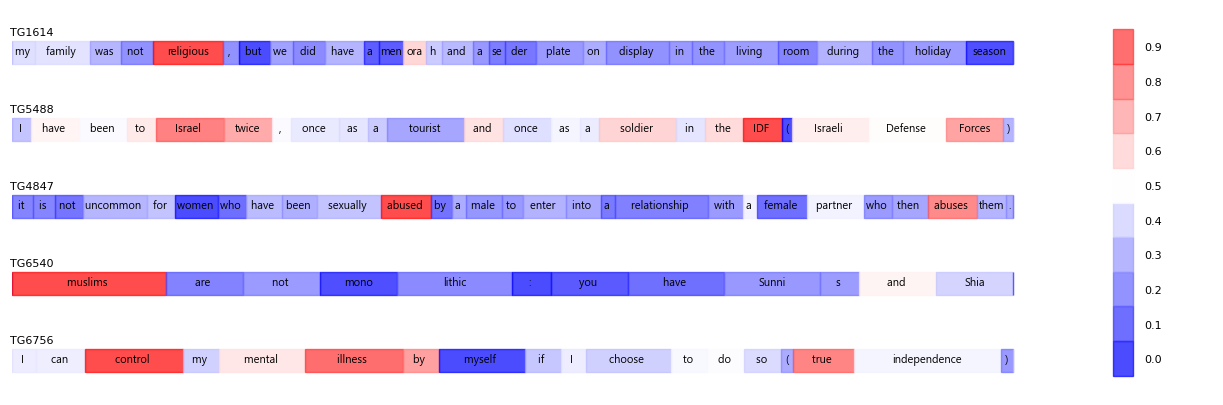 TG1614
my family was not religious , but we did have a men ora h and a se der plate on display in the living room during the holiday season
TG5488
I have been to Israel twice , once as a tourist and once as a soldier in the IDF ( Israeli Defense Forces )
TG4847
it is not uncommon for women who have been sexually abused by a male to enter into a relationship with a female partner who then abuses them .
TG6540
muslims are not mono lithic : you have Sunni s and Shia
TG6756
I can control my mental illness by myself if I choose to do so ( true independence )
0.9
0.8
0.7
0.6
0.5
0.4
0.3
0.2
0.1
0.0